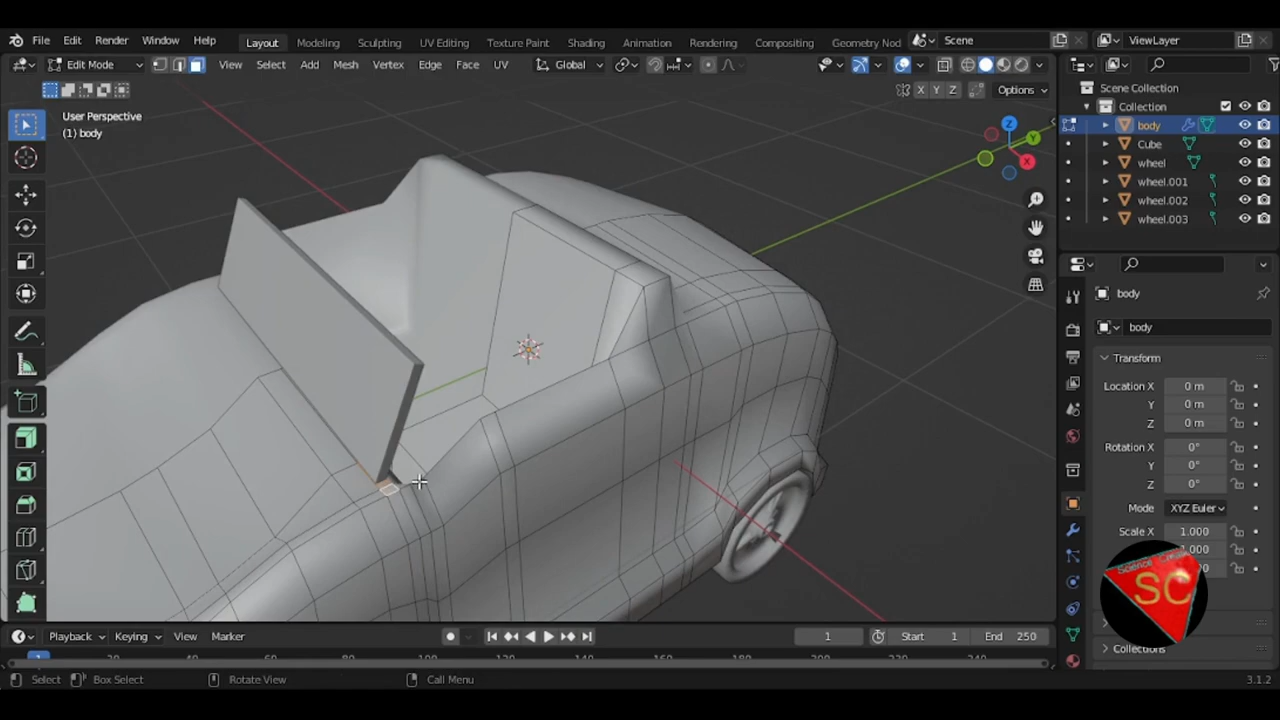 File Edit Render Window Help Layout Modeling Sculpting UV Editing Texture Paint Shading Animation Rendering Compositing Geometry Nod Scene ViewLayer
Edit Mode View Select Add Mesh Vertex Edge Face UV Global
X Y Z Options
User Perspective
(1) body
Z
Y
X
Scene Collection
Collection
body
Cube
wheel
wheel.001
wheel.002
wheel.003
body
body
Transform
Location X 0 m
Y 0 m
Z 0 m
Rotation X 0°
Y 0°
Z 0°
Mode XYZ Euler
Scale X 1.000
1.000
SC
Collections
Playback Keying View Marker 1 Start 1 End 250
1
Select Box Select Rotate View Call Menu 3.1.2